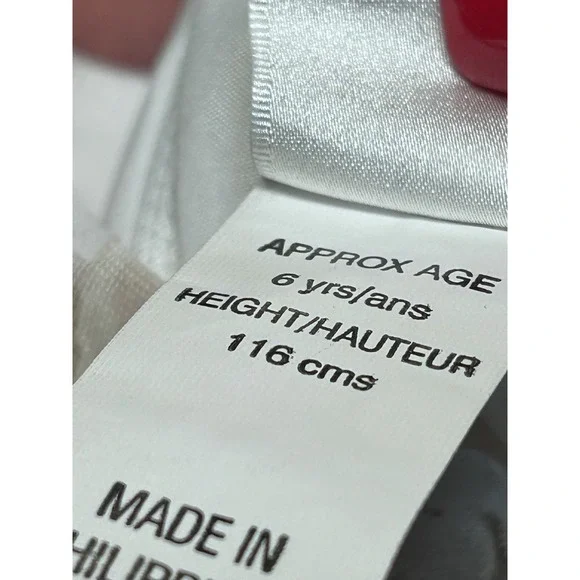 APPROX AGE
6 yrs/ans
HEIGHT/HAUTEUR
116 cms
MADE IN